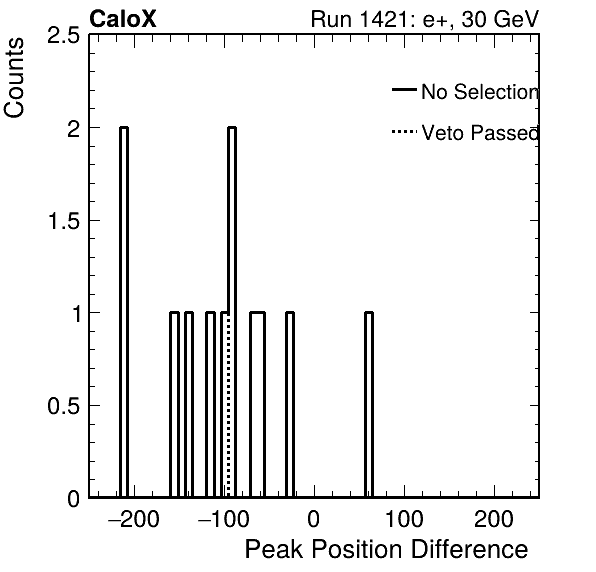 CaloX Run 1421: e+, 30 GeV
Counts
No Selection
Veto Passed
2.5
2
1.5
1
0.5
0
−200 −100 0 100 200
Peak Position Difference